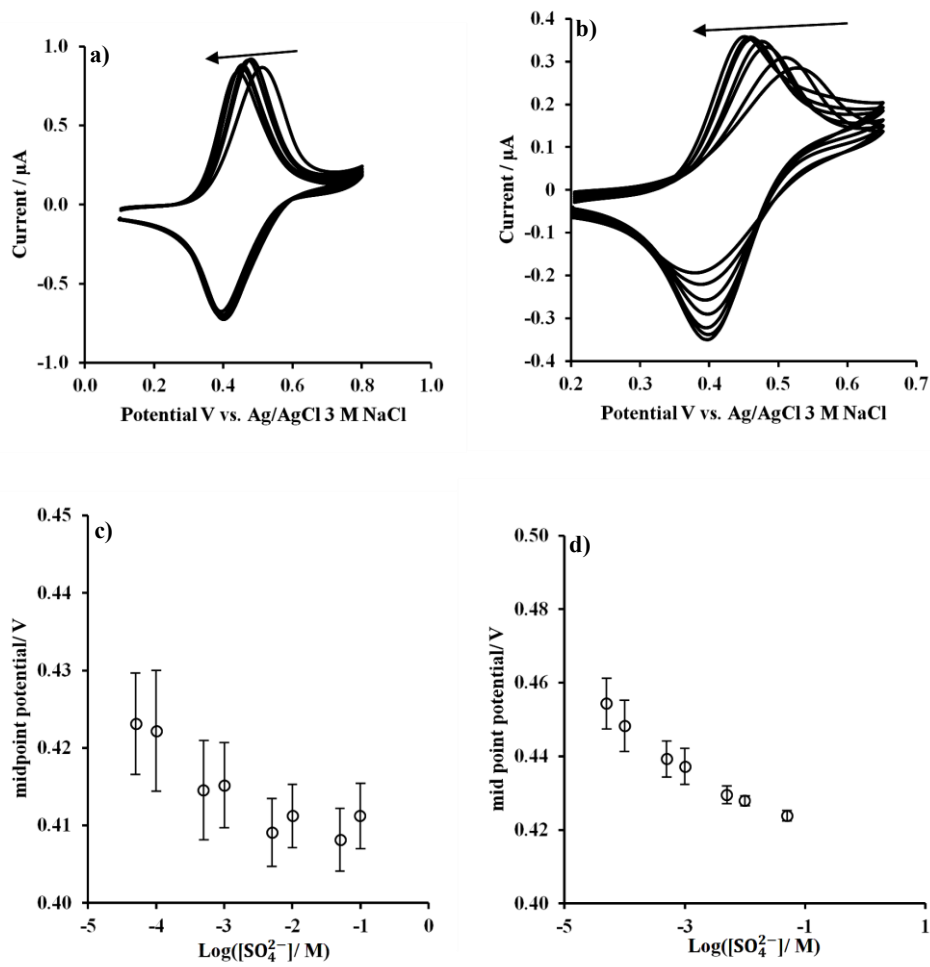 a)
1.0
0.5
0.0
-0.5
-1.0
Current / µA
0.0 0.2 0.4 0.6 0.8 1.0
Potential V vs. Ag/AgCl 3 M NaCl
b)
0.4
0.3
0.2
0.1
0
-0.1
-0.2
-0.3
-0.4
Current / µA
0.2 0.3 0.4 0.5 0.6 0.7
Potential V vs. Ag/AgCl 3 M NaCl
c)
0.45
0.44
0.43
0.42
0.41
0.40
midpoint potential/ V
-5 -4 -3 -2 -1 0
Log([SO₄²⁻]/ M)
d)
0.50
0.48
0.46
0.44
0.42
0.40
mid point potential/ V
-5 -3 -1 1
Log([SO₄²⁻]/ M)